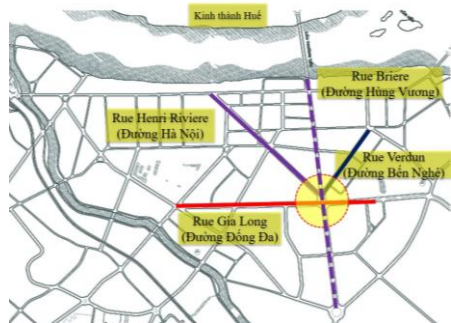 Kinh thành Huế
Rue Briere
(Đường Hùng Vương)
Rue Henri Riviere
(Đường Hà Nội)
Rue Verdun
(Đường Bến Nghé)
Rue Gia Long
(Đường Đống Đa)